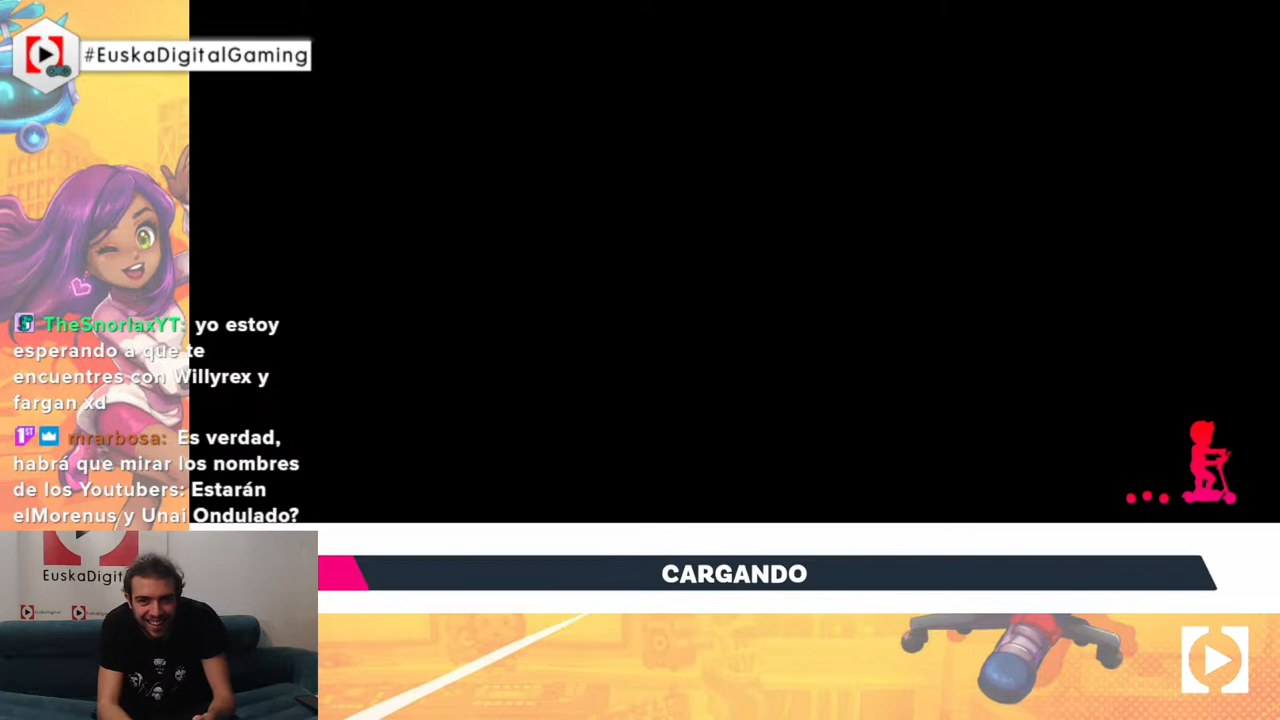 #EuskaDigitalGaming
TheSnorlaxYT: yo estoy
esperando a que te
encuentres con Willyrex y
fargan xd
1ST mrarbosa: Es verdad,
habrá que mirar los nombres
de los Youtubers: Estarán
elMorenus y Unai Ondulado?
EuskaDigit
CARGANDO